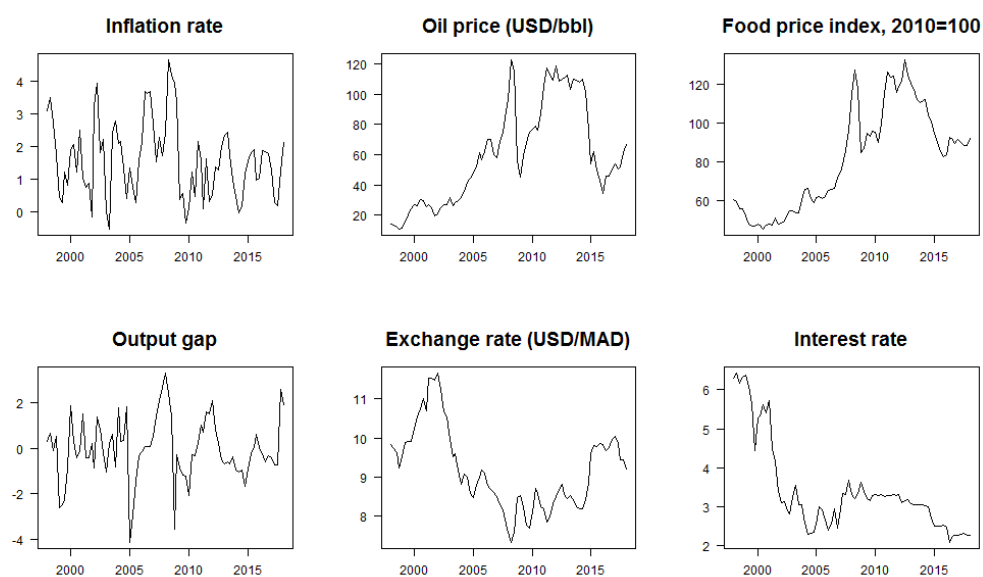 Inflation rate
4
3
2
1
0
2000 2005 2010 2015
Oil price (USD/bbl)
120
100
80
60
40
20
2000 2005 2010 2015
Food price index, 2010=100
120
100
80
60
2000 2005 2010 2015
Output gap
2
0
-2
-4
2000 2005 2010 2015
Exchange rate (USD/MAD)
11
10
9
8
2000 2005 2010 2015
Interest rate
6
5
4
3
2
2000 2005 2010 2015